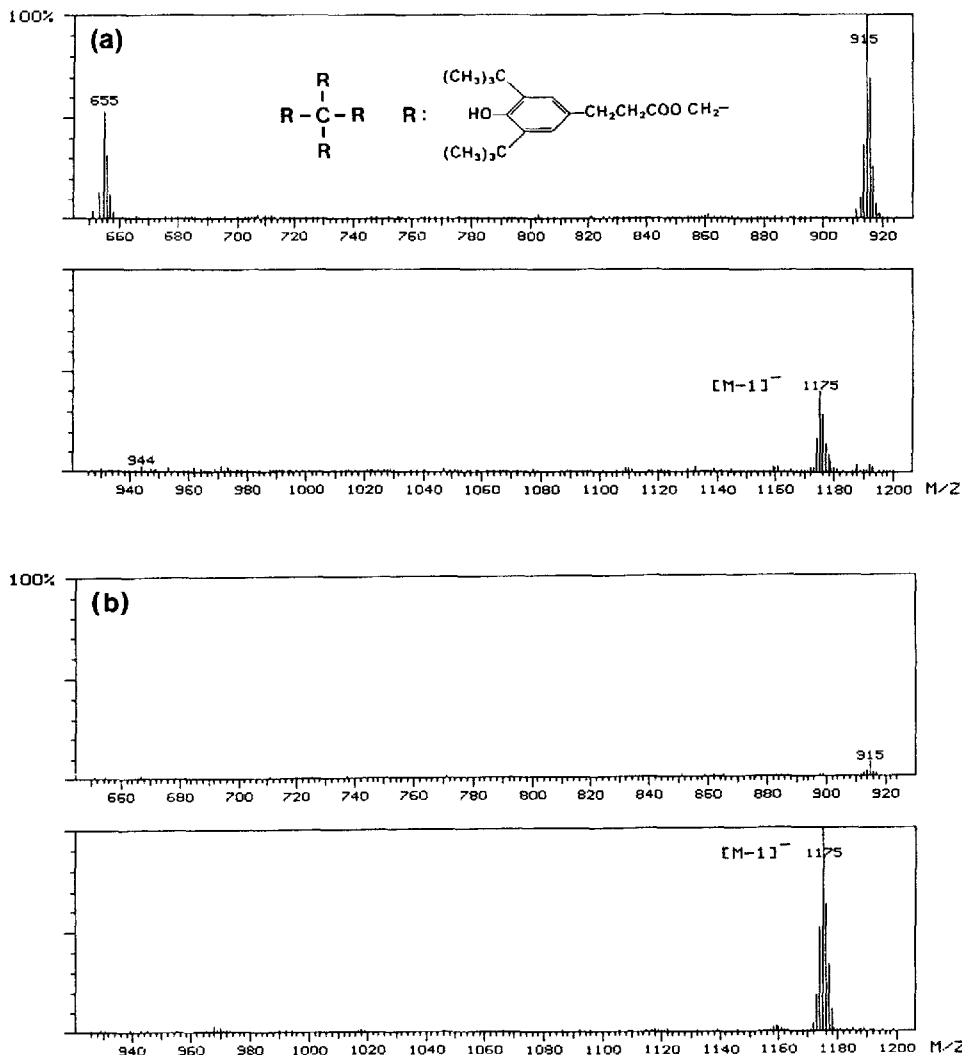 100%
(a)
915
655
R
R-C-R
R
R:
(CH₃)₃C
HO
CH₂CH₂COO CH₂-
(CH₃)₃C
660 680 700 720 740 760 780 800 820 840 860 880 900 920
[M-1]⁻ 1175
944
940 960 980 1000 1020 1040 1060 1080 1100 1120 1140 1160 1180 1200 M/Z
100%
(b)
915
660 680 700 720 740 760 780 800 820 840 860 880 900 920
[M-1]⁻ 1175
940 960 980 1000 1020 1040 1060 1080 1100 1120 1140 1160 1180 1200 M/Z